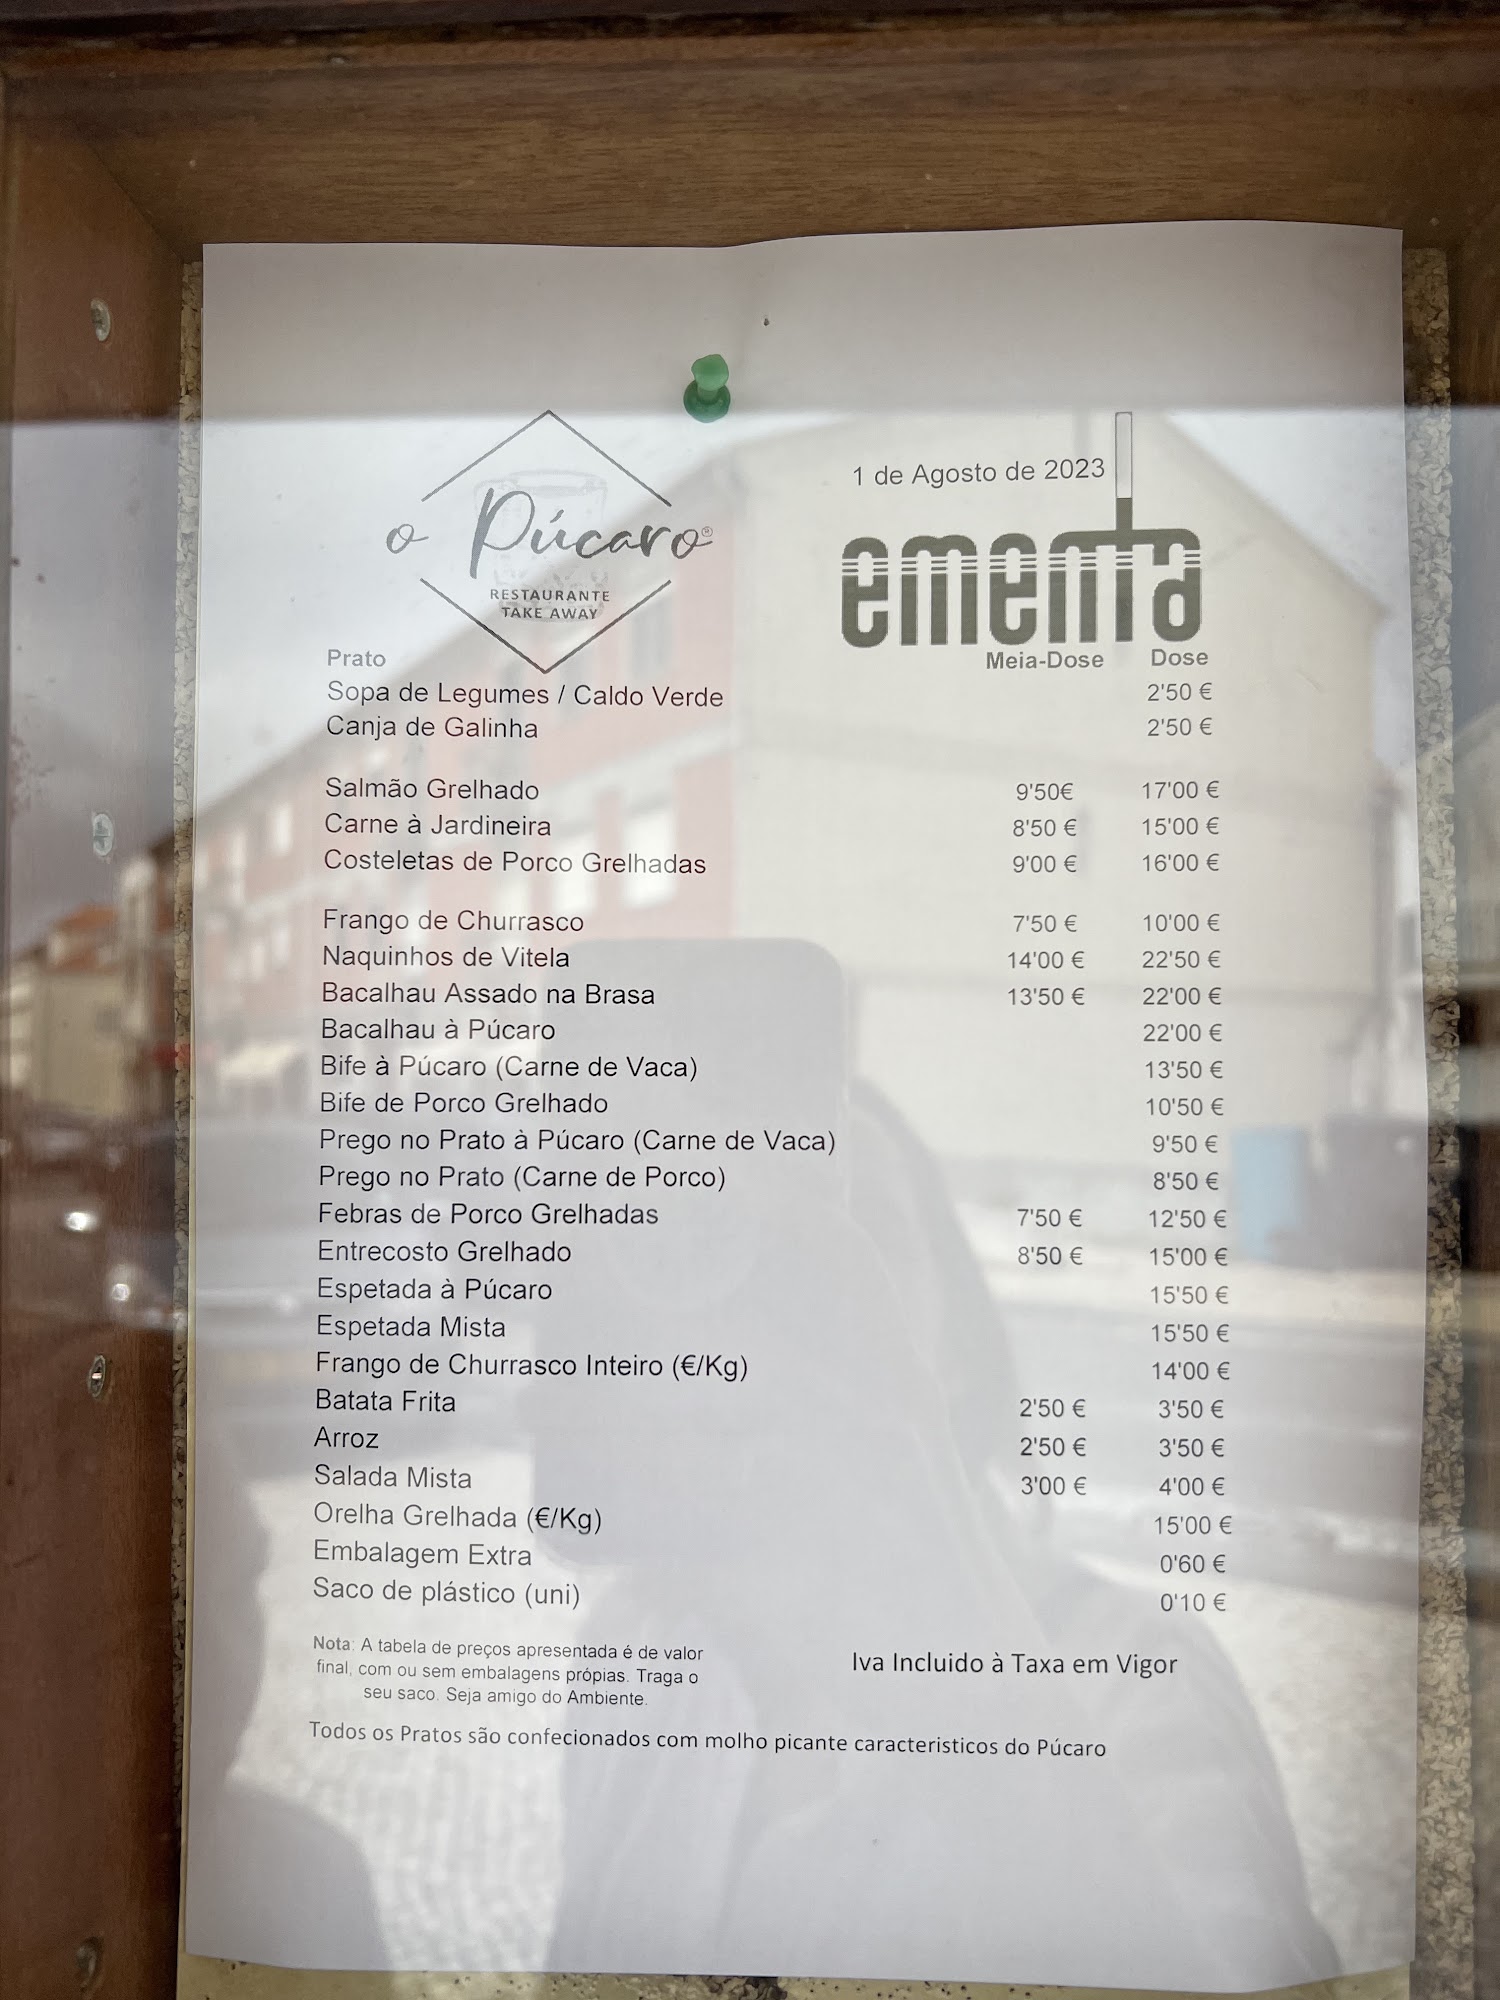 1 de Agosto de 2023
o Púcaro®
RESTAURANTE
TAKE AWAY
ementa
Prato Meia-Dose Dose
Sopa de Legumes / Caldo Verde 2'50 €
Canja de Galinha 2'50 €
Salmão Grelhado 9'50€ 17'00 €
Carne à Jardineira 8'50 € 15'00 €
Costeletas de Porco Grelhadas 9'00 € 16'00 €
Frango de Churrasco 7'50 € 10'00 €
Naquinhos de Vitela 14'00 € 22'50 €
Bacalhau Assado na Brasa 13'50 € 22'00 €
Bacalhau à Púcaro 22'00 €
Bife à Púcaro (Carne de Vaca) 13'50 €
Bife de Porco Grelhado 10'50 €
Prego no Prato à Púcaro (Carne de Vaca) 9'50 €
Prego no Prato (Carne de Porco) 8'50 €
Febras de Porco Grelhadas 7'50 € 12'50 €
Entrecosto Grelhado 8'50 € 15'00 €
Espetada à Púcaro 15'50 €
Espetada Mista 15'50 €
Frango de Churrasco Inteiro (€/Kg) 14'00 €
Batata Frita 2'50 € 3'50 €
Arroz 2'50 € 3'50 €
Salada Mista 3'00 € 4'00 €
Orelha Grelhada (€/Kg) 15'00 €
Embalagem Extra 0'60 €
Saco de plástico (uni) 0'10 €
Nota: A tabela de preços apresentada é de valor
final, com ou sem embalagens própias. Traga o
seu saco. Seja amigo do Ambiente.
Iva Incluido à Taxa em Vigor
Todos os Pratos são confecionados com molho picante caracteristicos do Púcaro